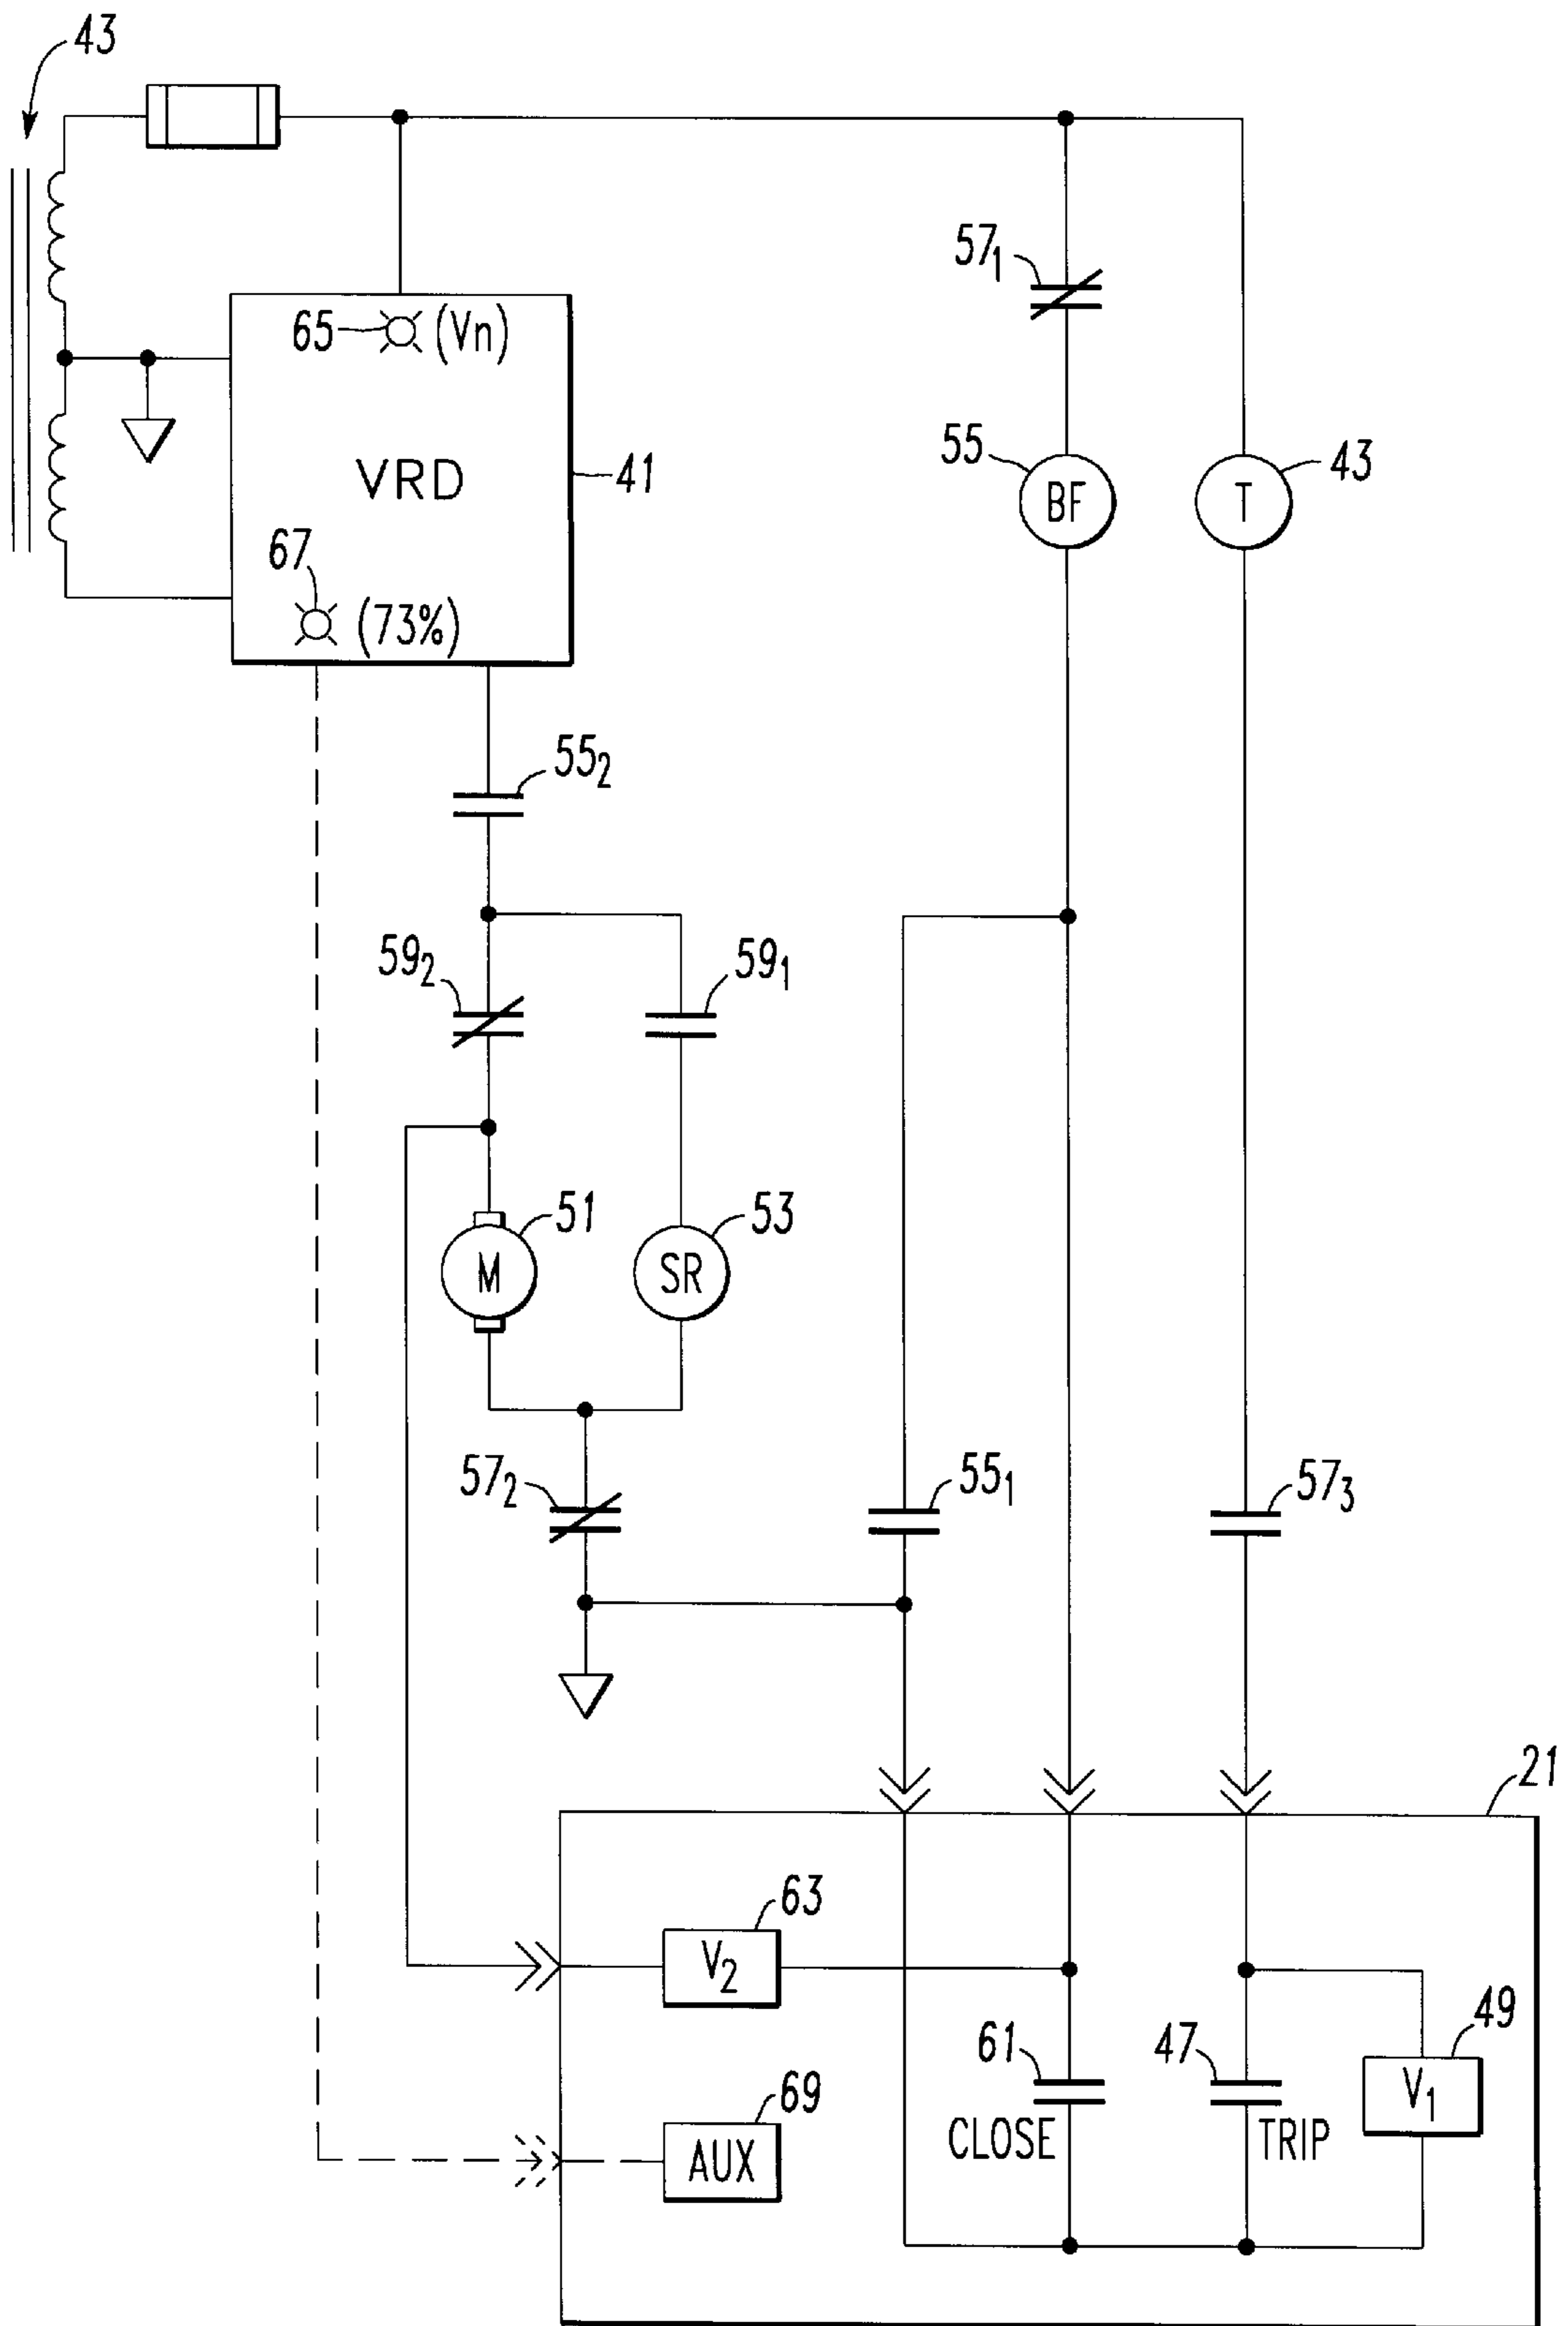 43
57₁
65 (Vn)
VRD
41
55
BF
T
43
67
(73%)
55₂
59₂
59₁
M
51
SR
53
57₂
55₁
57₃
21
63
V₂
61
CLOSE
47
TRIP
49
V₁
69
AUX